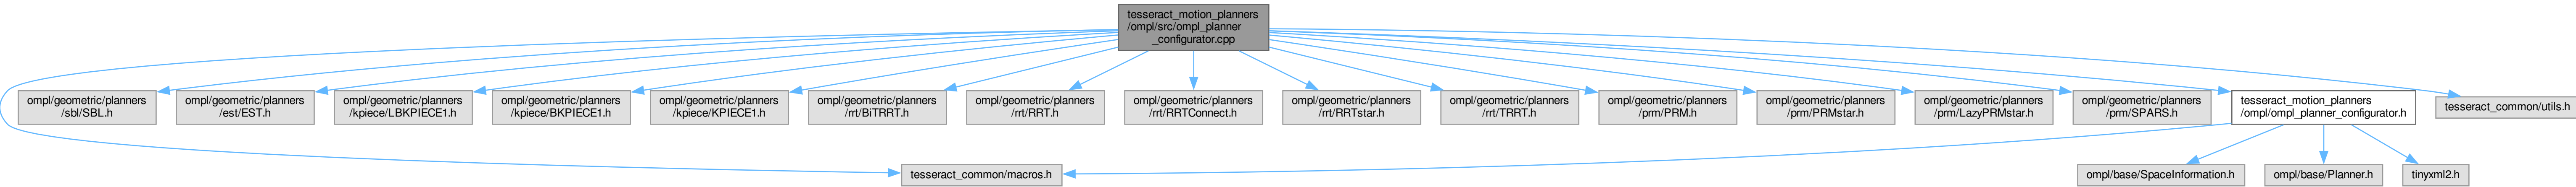 tesseract_motion_planners
/ompl/src/ompl_planner
_configurator.cpp
ompl/geometric/planners
/sbl/SBL.h
ompl/geometric/planners
/est/EST.h
ompl/geometric/planners
/kpiece/LBKPIECE1.h
ompl/geometric/planners
/kpiece/BKPIECE1.h
ompl/geometric/planners
/kpiece/KPIECE1.h
ompl/geometric/planners
/rrt/BiTRRT.h
ompl/geometric/planners
/rrt/RRT.h
ompl/geometric/planners
/rrt/RRTConnect.h
ompl/geometric/planners
/rrt/RRTstar.h
ompl/geometric/planners
/rrt/TRRT.h
ompl/geometric/planners
/prm/PRM.h
ompl/geometric/planners
/prm/PRMstar.h
ompl/geometric/planners
/prm/LazyPRMstar.h
ompl/geometric/planners
/prm/SPARS.h
tesseract_motion_planners
/ompl/ompl_planner_configurator.h
tesseract_common/utils.h
tesseract_common/macros.h
ompl/base/SpaceInformation.h
ompl/base/Planner.h
tinyxml2.h